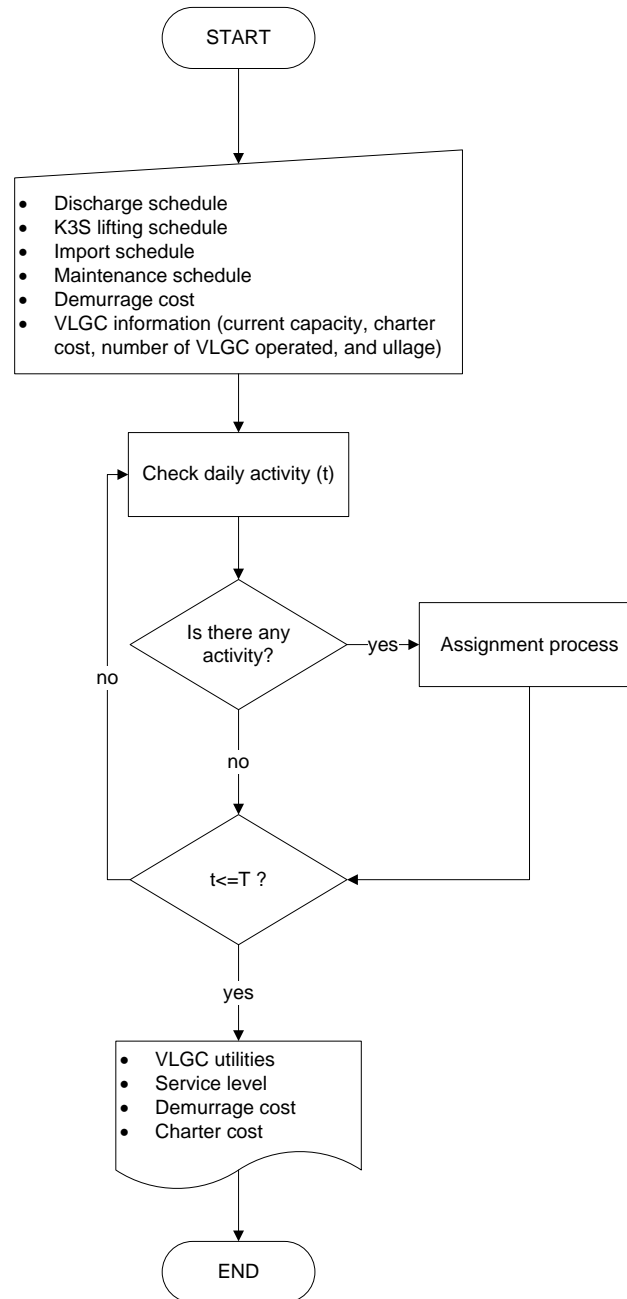 START
• Discharge schedule
• K3S lifting schedule
• Import schedule
• Maintenance schedule
• Demurrage cost
• VLGC information (current capacity, charter
cost, number of VLGC operated, and ullage)
Check daily activity (t)
Is there any
activity?
yes
Assignment process
no
no
t<=T ?
yes
• VLGC utilities
• Service level
• Demurrage cost
• Charter cost
END